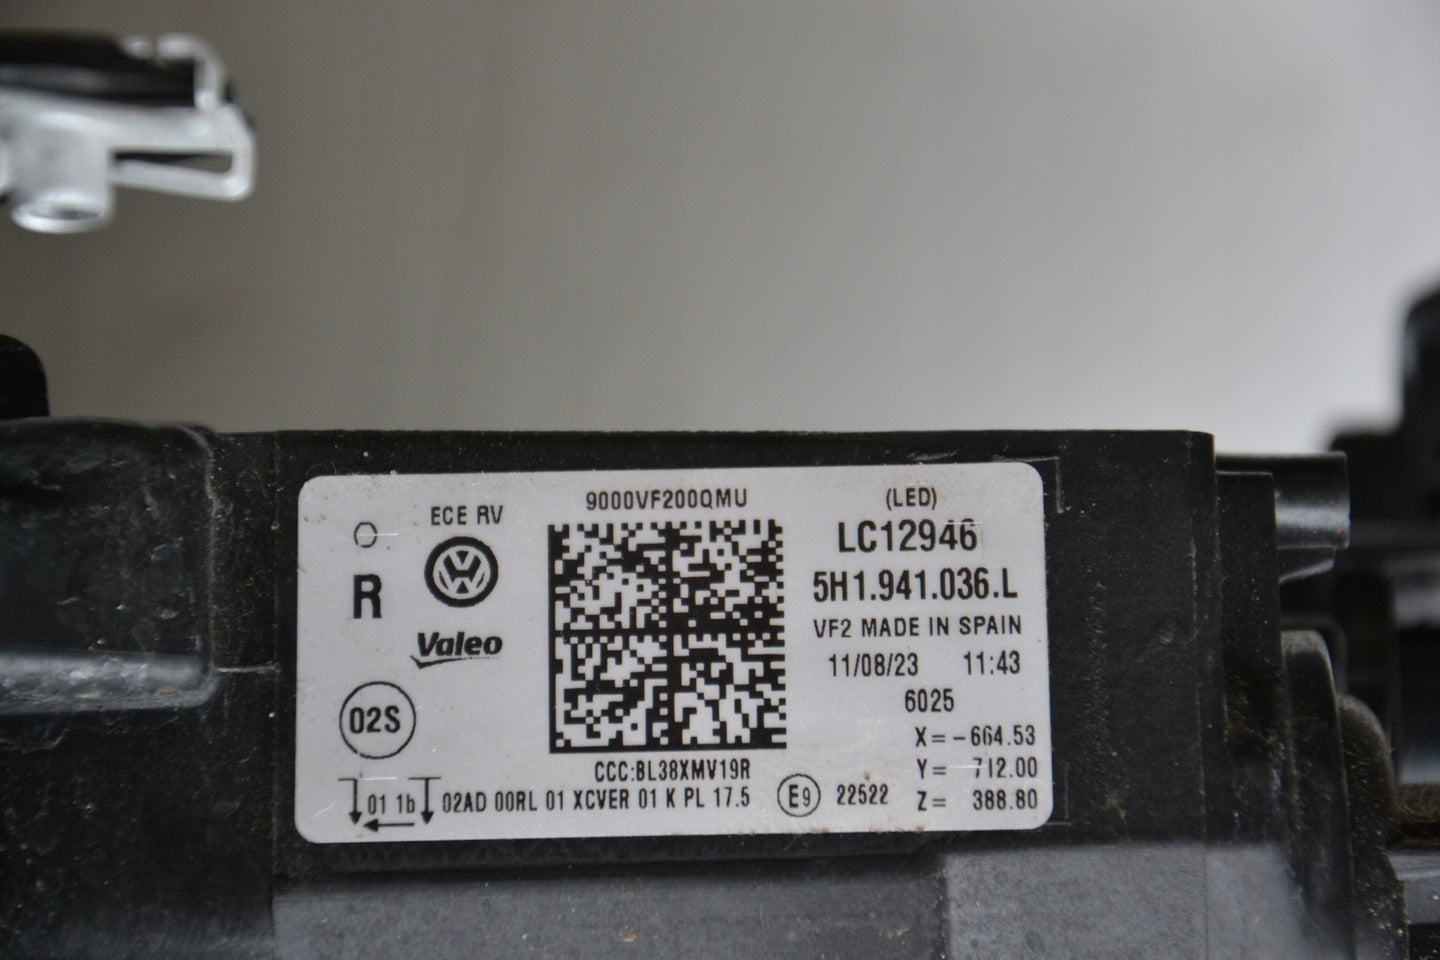 ECE RV
R
Valeo
02S
01 1b
9000VF200QMU
CCC:BL38XMV19R
02AD 00RL 01 XCVER 01 K PL 17.5
E9
22522
(LED)
LC12946
5H1.941.036.L
VF2 MADE IN SPAIN
11/08/23 11:43
6025
X= -664.53
Y= 712.00
Z= 388.80